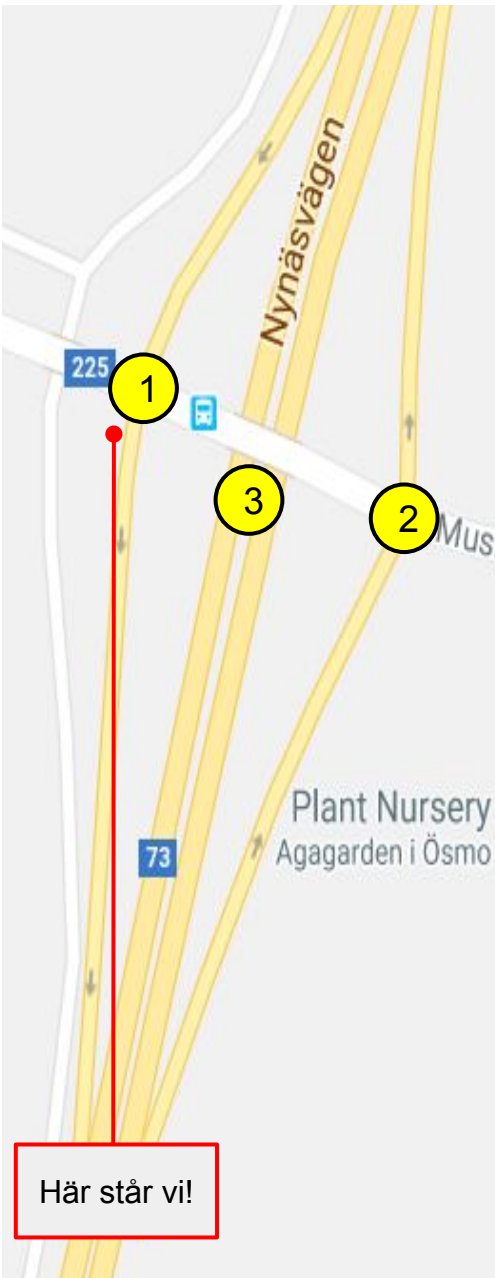 Nynäsvägen
225
1
3
2
Mus
Plant Nursery
Agagarden i Ösmo
73
Här står vi!